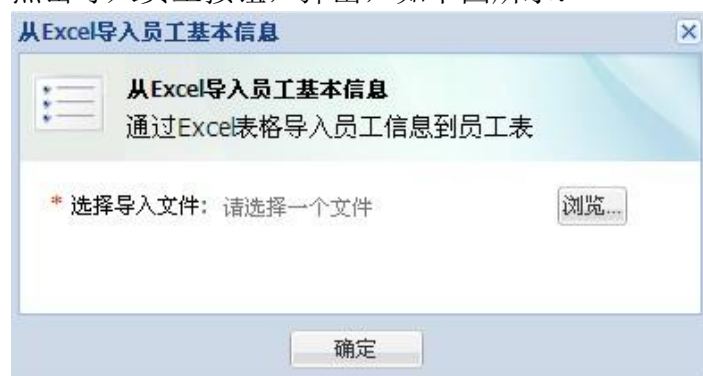 从Excel导入员工基本信息
从Excel导入员工基本信息
通过Excel表格导入员工信息到员工表
* 选择导入文件: 请选择一个文件 浏览...
确定